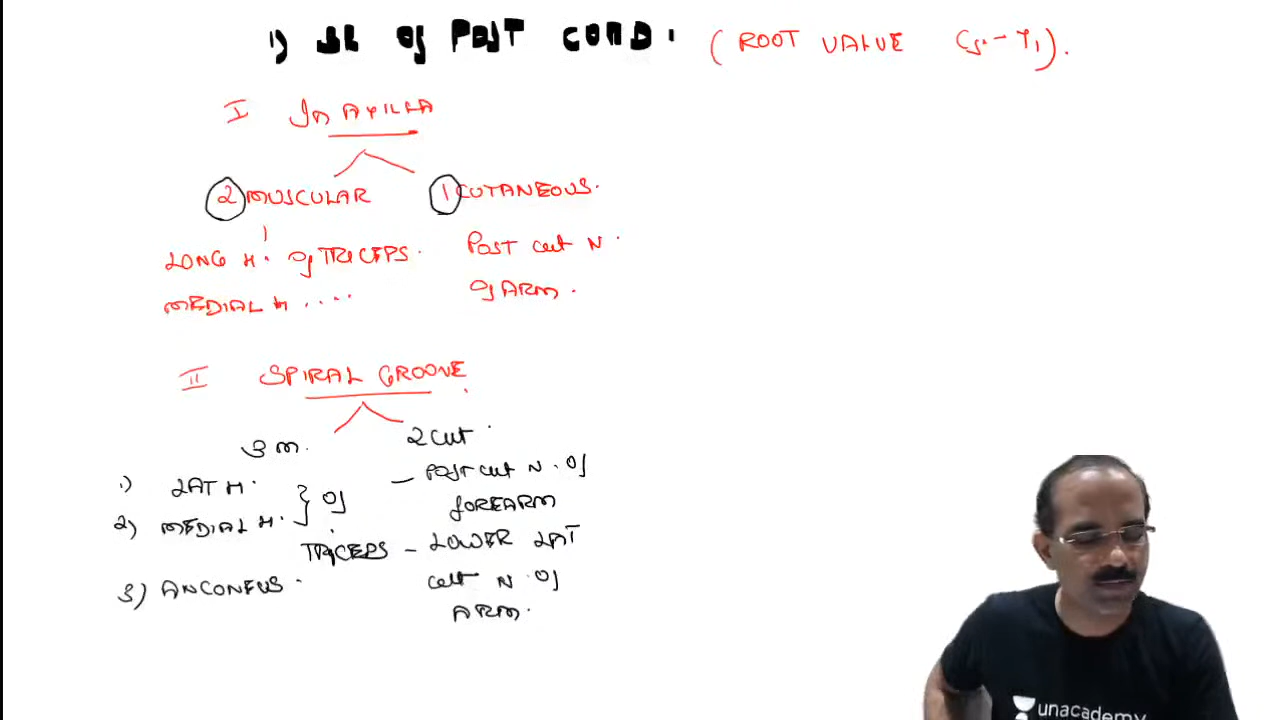 1) BR Of POST COND. (ROOT VALUE C5 - T1).
I In AXILLA
2 MUSCULAR 1 CUTANEOUS.
LONG H. Of TRICEPS. POST cut N.
MEDIAL H .... Of ARM.
II SPIRAL GROOVE
3 m. 2 cut
1) LAT H. } Of - POST cut N. Of
2) MEDIAL H. TRICEPS fOREARM
3) ANCONEUS. - LOWER LAT
cut N. Of
ARM.
unacademy